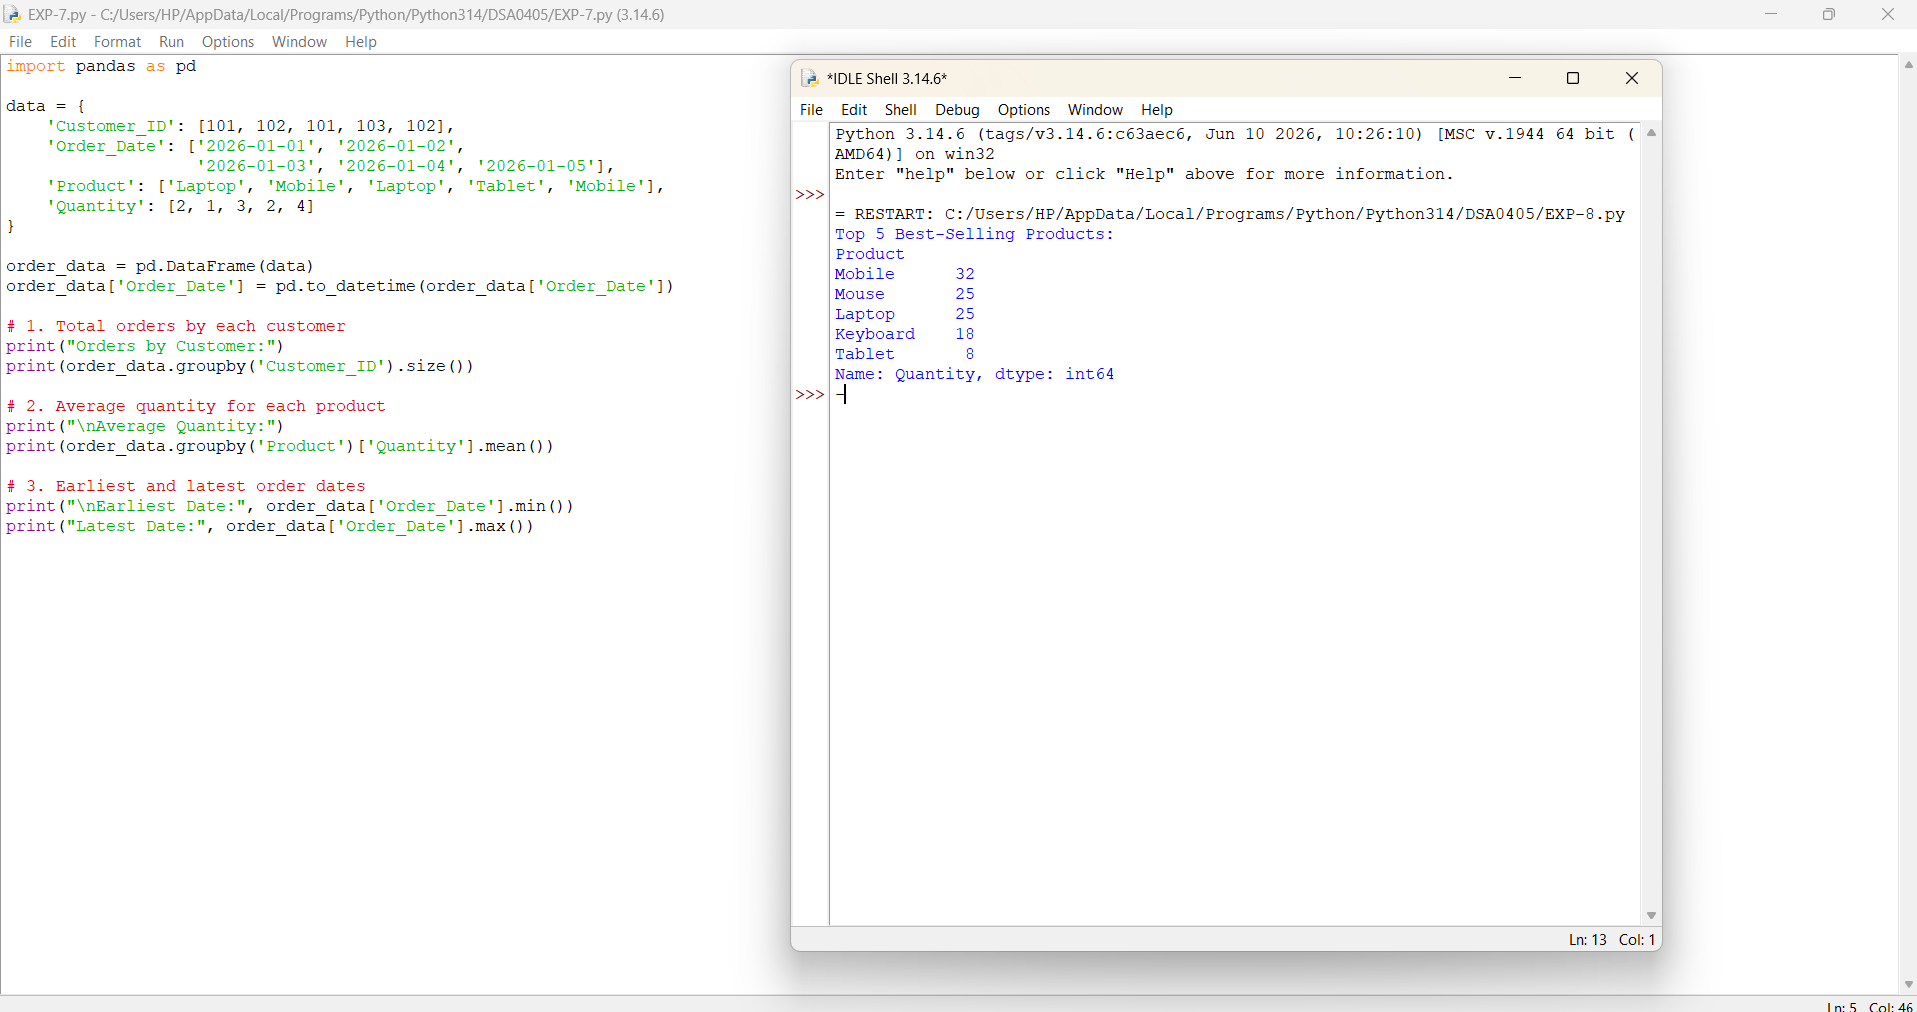 EXP-7.py - C:/Users/HP/AppData/Local/Programs/Python/Python314/DSA0405/EXP-7.py (3.14.6)
File Edit Format Run Options Window Help
import pandas as pd
data = {
    'Customer_ID': [101, 102, 101, 103, 102],
    'Order_Date': ['2026-01-01', '2026-01-02',
                   '2026-01-03', '2026-01-04', '2026-01-05'],
    'Product': ['Laptop', 'Mobile', 'Laptop', 'Tablet', 'Mobile'],
    'Quantity': [2, 1, 3, 2, 4]
}
order_data = pd.DataFrame(data)
order_data['Order_Date'] = pd.to_datetime(order_data['Order_Date'])
# 1. Total orders by each customer
print("Orders by Customer:")
print(order_data.groupby('Customer_ID').size())
# 2. Average quantity for each product
print("\nAverage Quantity:")
print(order_data.groupby('Product')['Quantity'].mean())
# 3. Earliest and latest order dates
print("\nEarliest Date:", order_data['Order_Date'].min())
print("Latest Date:", order_data['Order_Date'].max())
Ln: 5 Col: 46
*IDLE Shell 3.14.6*
File Edit Shell Debug Options Window Help
Python 3.14.6 (tags/v3.14.6:c63aec6, Jun 10 2026, 10:26:10) [MSC v.1944 64 bit (
AMD64)] on win32
Enter "help" below or click "Help" above for more information.
>>>
= RESTART: C:/Users/HP/AppData/Local/Programs/Python/Python314/DSA0405/EXP-8.py
Top 5 Best-Selling Products:
Product
Mobile      32
Mouse       25
Laptop      25
Keyboard    18
Tablet       8
Name: Quantity, dtype: int64
>>> -
Ln: 13 Col: 1